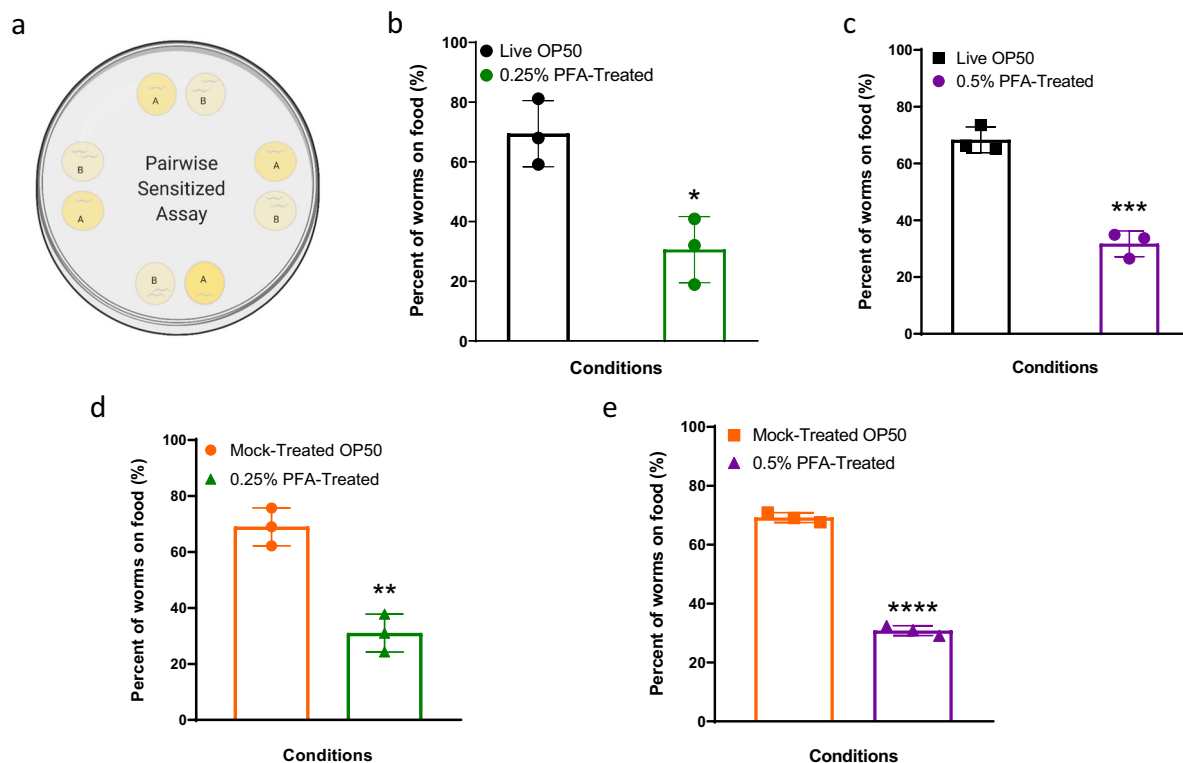 a
A
B
B
A
Pairwise
Sensitized
Assay
A
B
B
A
b
Live OP50
0.25% PFA-Treated
Percent of worms on food (%)
100
80
60
40
20
0
*
Conditions
c
Live OP50
0.5% PFA-Treated
Percent of worms on food (%)
100
80
60
40
20
0
***
Conditions
d
Mock-Treated OP50
0.25% PFA-Treated
Percent of worms on food (%)
100
80
60
40
20
0
**
Conditions
e
Mock-Treated OP50
0.5% PFA-Treated
Percent of worms on food (%)
100
80
60
40
20
0
****
Conditions